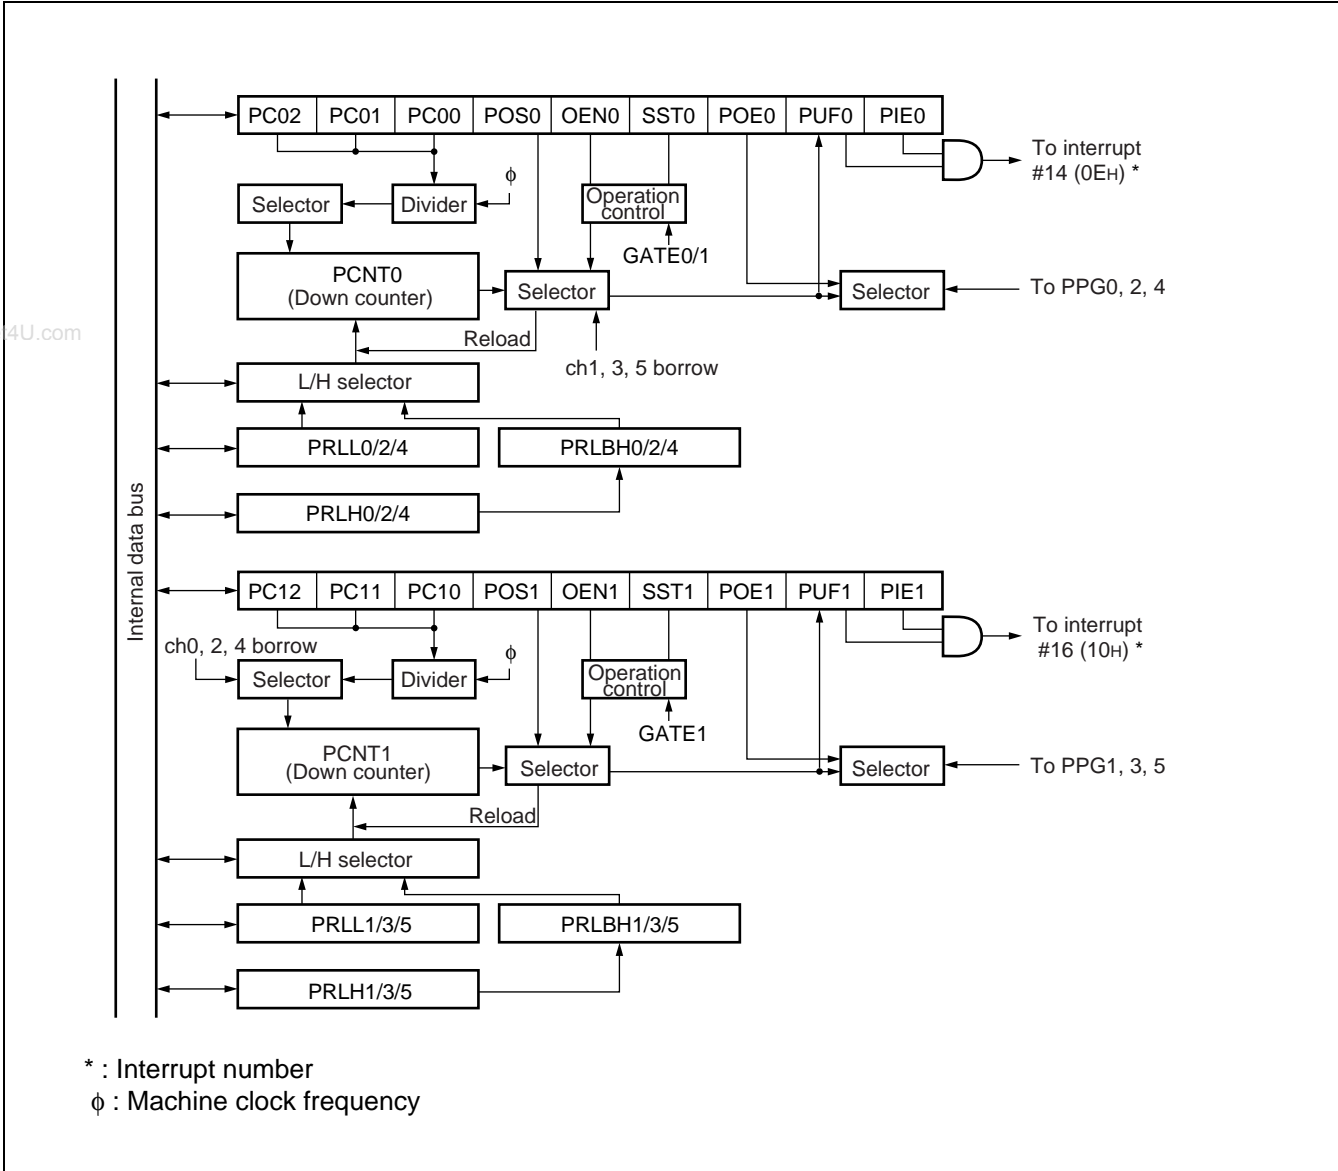 PC02 PC01 PC00 POS0 OEN0 SST0 POE0 PUF0 PIE0
To interrupt
#14 (0EH) *
ϕ
Selector
Divider
Operation
control
GATE0/1
PCNT0
(Down counter)
Selector
Selector
To PPG0, 2, 4
t4U.com
Reload
ch1, 3, 5 borrow
L/H selector
PRLL0/2/4
PRLBH0/2/4
PRLH0/2/4
Internal data bus
PC12 PC11 PC10 POS1 OEN1 SST1 POE1 PUF1 PIE1
To interrupt
#16 (10H) *
ch0, 2, 4 borrow
ϕ
Selector
Divider
Operation
control
GATE1
PCNT1
(Down counter)
Selector
Selector
To PPG1, 3, 5
Reload
L/H selector
PRLL1/3/5
PRLBH1/3/5
PRLH1/3/5
* : Interrupt number
ϕ : Machine clock frequency